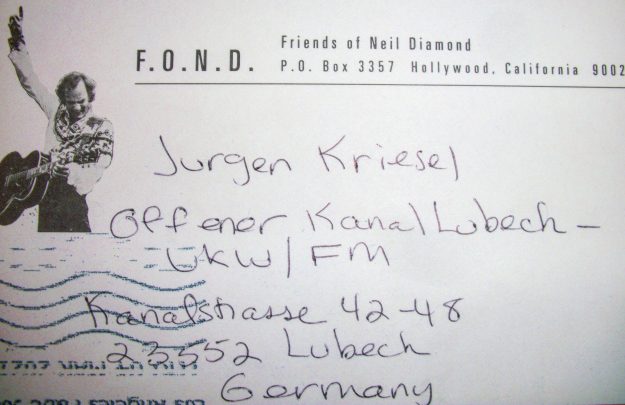 F.O.N.D.
Friends of Neil Diamond
P.O. Box 3357 Hollywood, California 9002
Jurgen Kriesel
Offener Kanal Lubech -
UKW/FM
Kanalstrasse 42-48
23552 Lubech
Germany